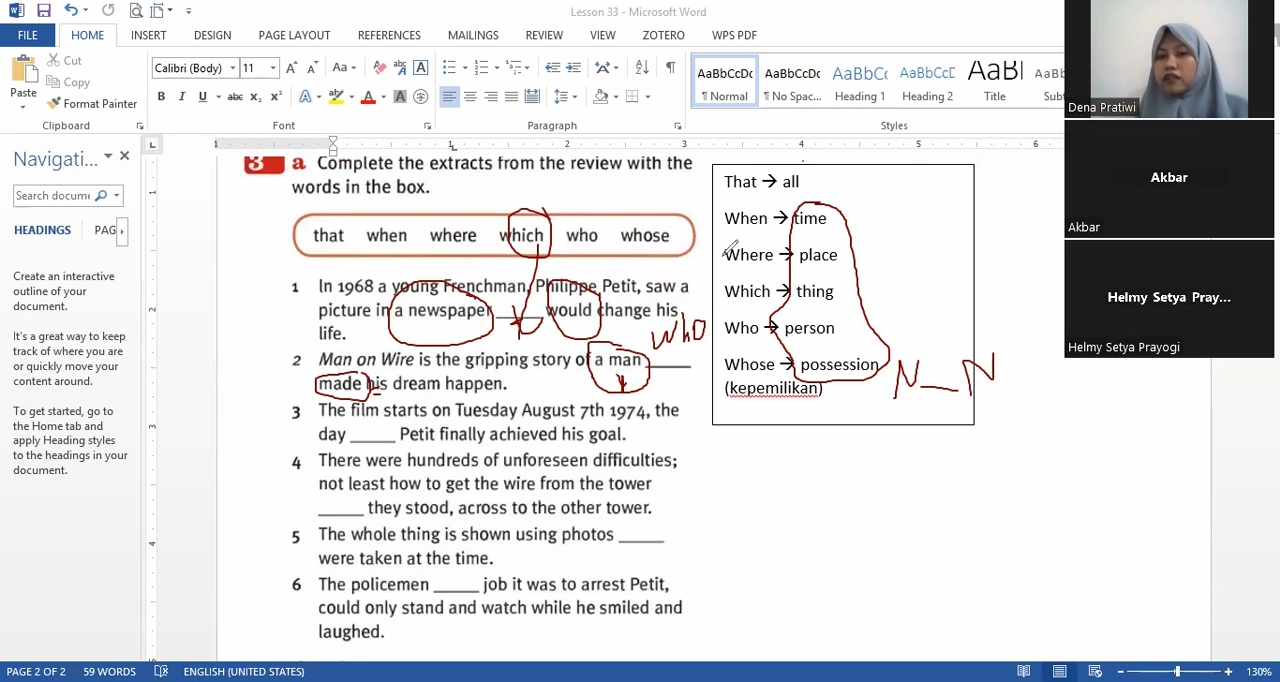 Lesson 33 - Microsoft Word
FILE HOME INSERT DESIGN PAGE LAYOUT REFERENCES MAILINGS REVIEW VIEW ZOTERO WPS PDF
Paste
Cut
Copy
Format Painter
Clipboard
Calibri (Body) 11
Font
Paragraph
AaBbCcDc AaBbCcDc AaBbCc AaBbCcC AaBl AaBb
¶ Normal ¶ No Spac... Heading 1 Heading 2 Title Subt
Styles
Navigati...
Search document
HEADINGS PAG
Create an interactive
outline of your
document.
It's a great way to keep
track of where you are
or quickly move your
content around.
To get started, go to
the Home tab and
apply Heading styles
to the headings in your
document.
3 a Complete the extracts from the review with the
words in the box.
that when where which who whose
1 In 1968 a young Frenchman, Philippe Petit, saw a
picture in a newspaper _____ would change his
life.
2 Man on Wire is the gripping story of a man _____
made his dream happen.
3 The film starts on Tuesday August 7th 1974, the
day _____ Petit finally achieved his goal.
4 There were hundreds of unforeseen difficulties;
not least how to get the wire from the tower
_____ they stood, across to the other tower.
5 The whole thing is shown using photos _____
were taken at the time.
6 The policemen _____ job it was to arrest Petit,
could only stand and watch while he smiled and
laughed.
who
That → all
When → time
Where → place
Which → thing
Who → person
Whose → possession
(kepemilikan)
N __ N
Dena Pratiwi
Akbar
Akbar
Helmy Setya Pray...
Helmy Setya Prayogi
PAGE 2 OF 2 59 WORDS ENGLISH (UNITED STATES) 130%